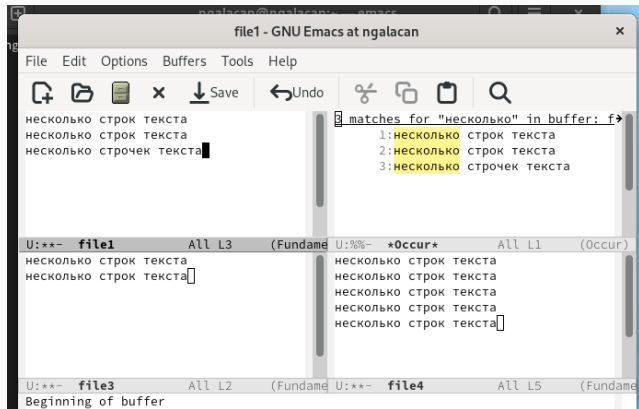 ngalacan@ngalacan:~ — emacs
file1 - GNU Emacs at ngalacan
File Edit Options Buffers Tools Help
Save Undo
несколько строк текста
несколько строк текста
несколько строчек текста
U:**- file1 All L3 (Fundame
3 matches for "несколько" in buffer: f
1:несколько строк текста
2:несколько строк текста
3:несколько строчек текста
U:%%- *Occur* All L1 (Occur)
несколько строк текста
несколько строк текста
U:**- file3 All L2 (Fundame
несколько строк текста
несколько строк текста
несколько строк текста
несколько строк текста
несколько строк текста
U:**- file4 All L5 (Fundame
Beginning of buffer